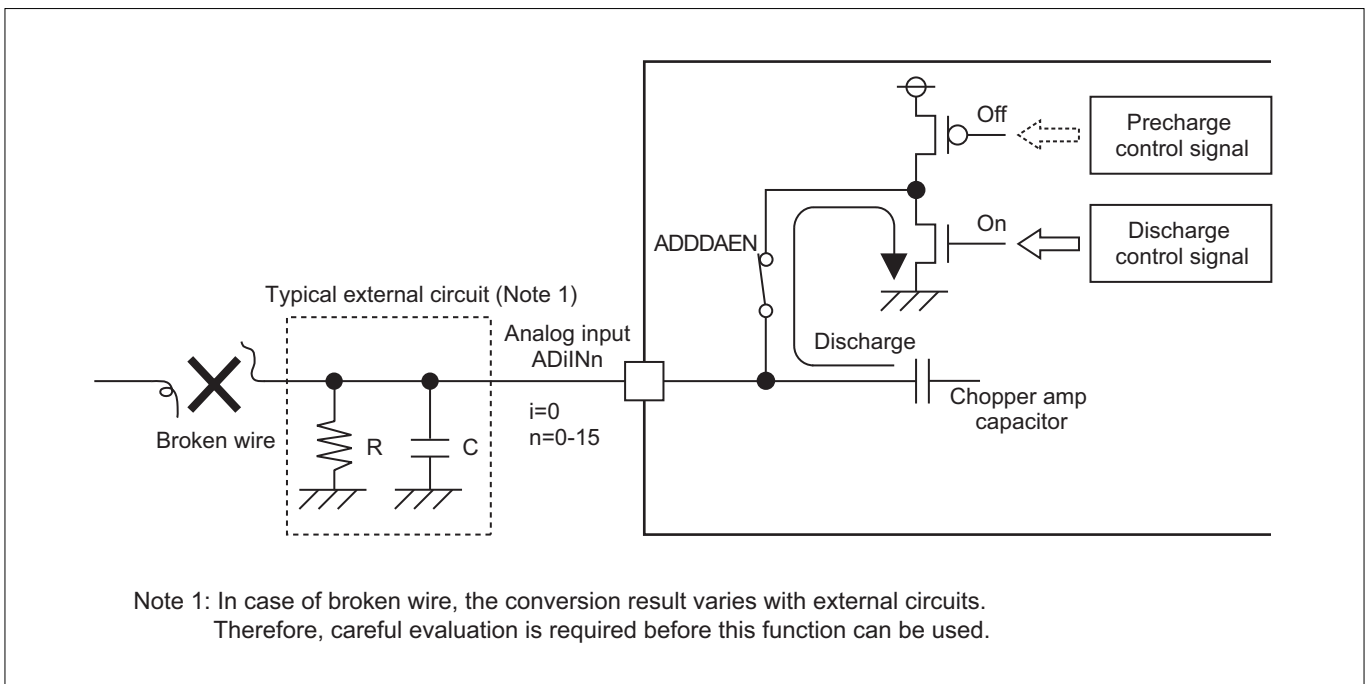 Off
Precharge
control signal
On
Discharge
control signal
ADDDAEN
Typical external circuit (Note 1)
Analog input
ADiINn
Discharge
Chopper amp
capacitor
i=0
n=0-15
Broken wire
R
C
Note 1: In case of broken wire, the conversion result varies with external circuits.
Therefore, careful evaluation is required before this function can be used.